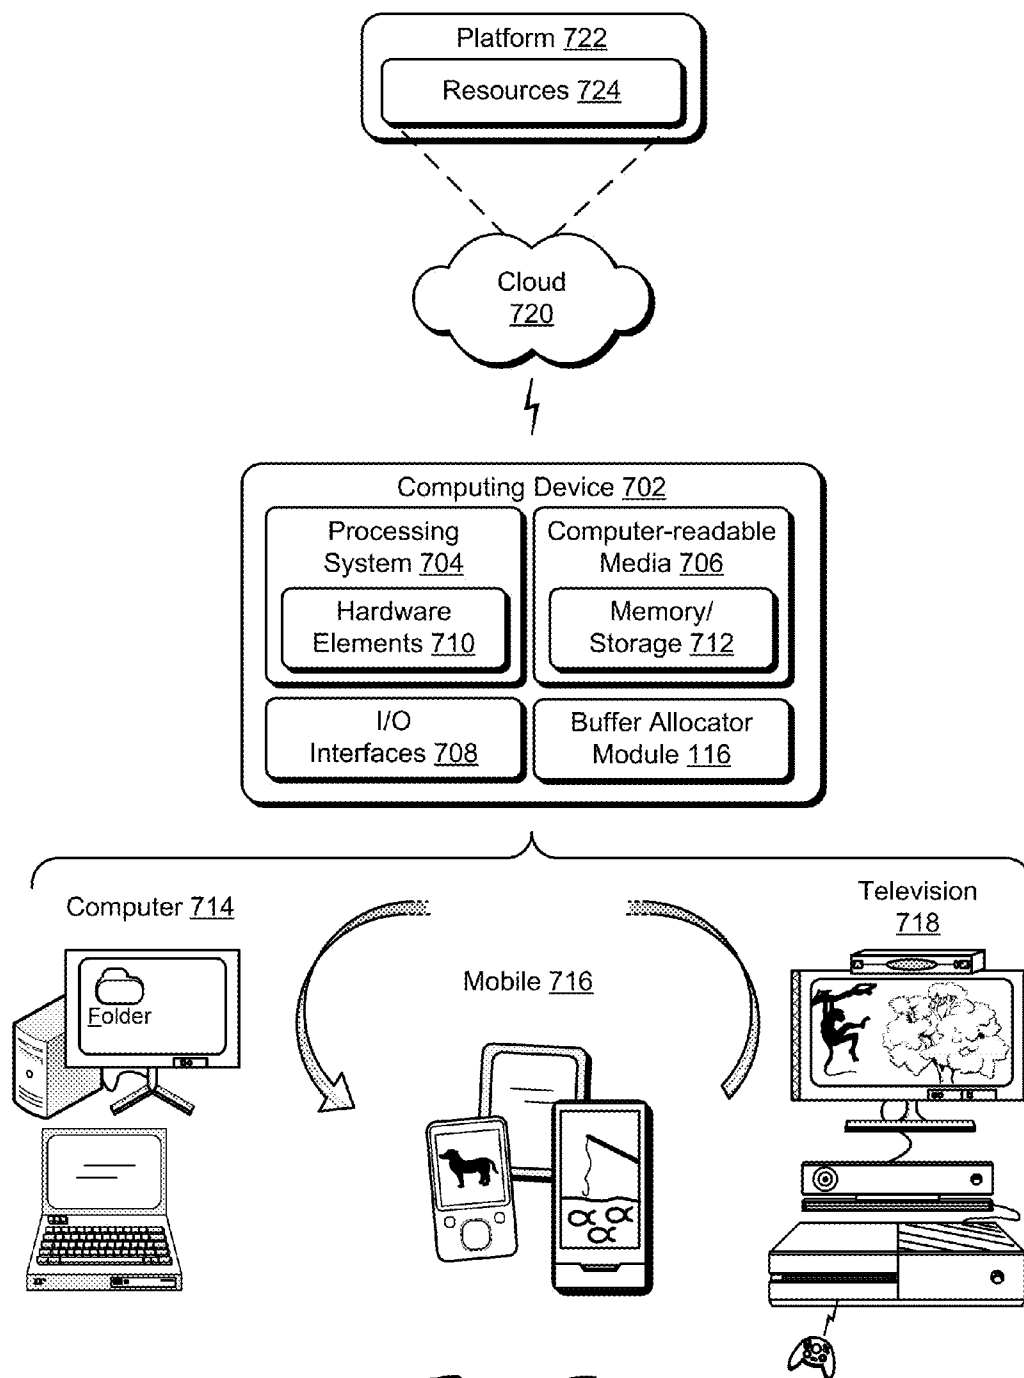 Platform 722
Resources 724
Cloud
720
Computing Device 702
Processing
System 704
Hardware
Elements 710
Computer-readable
Media 706
Memory/
Storage 712
I/O
Interfaces 708
Buffer Allocator
Module 116
Computer 714
Folder
Mobile 716
Television
718